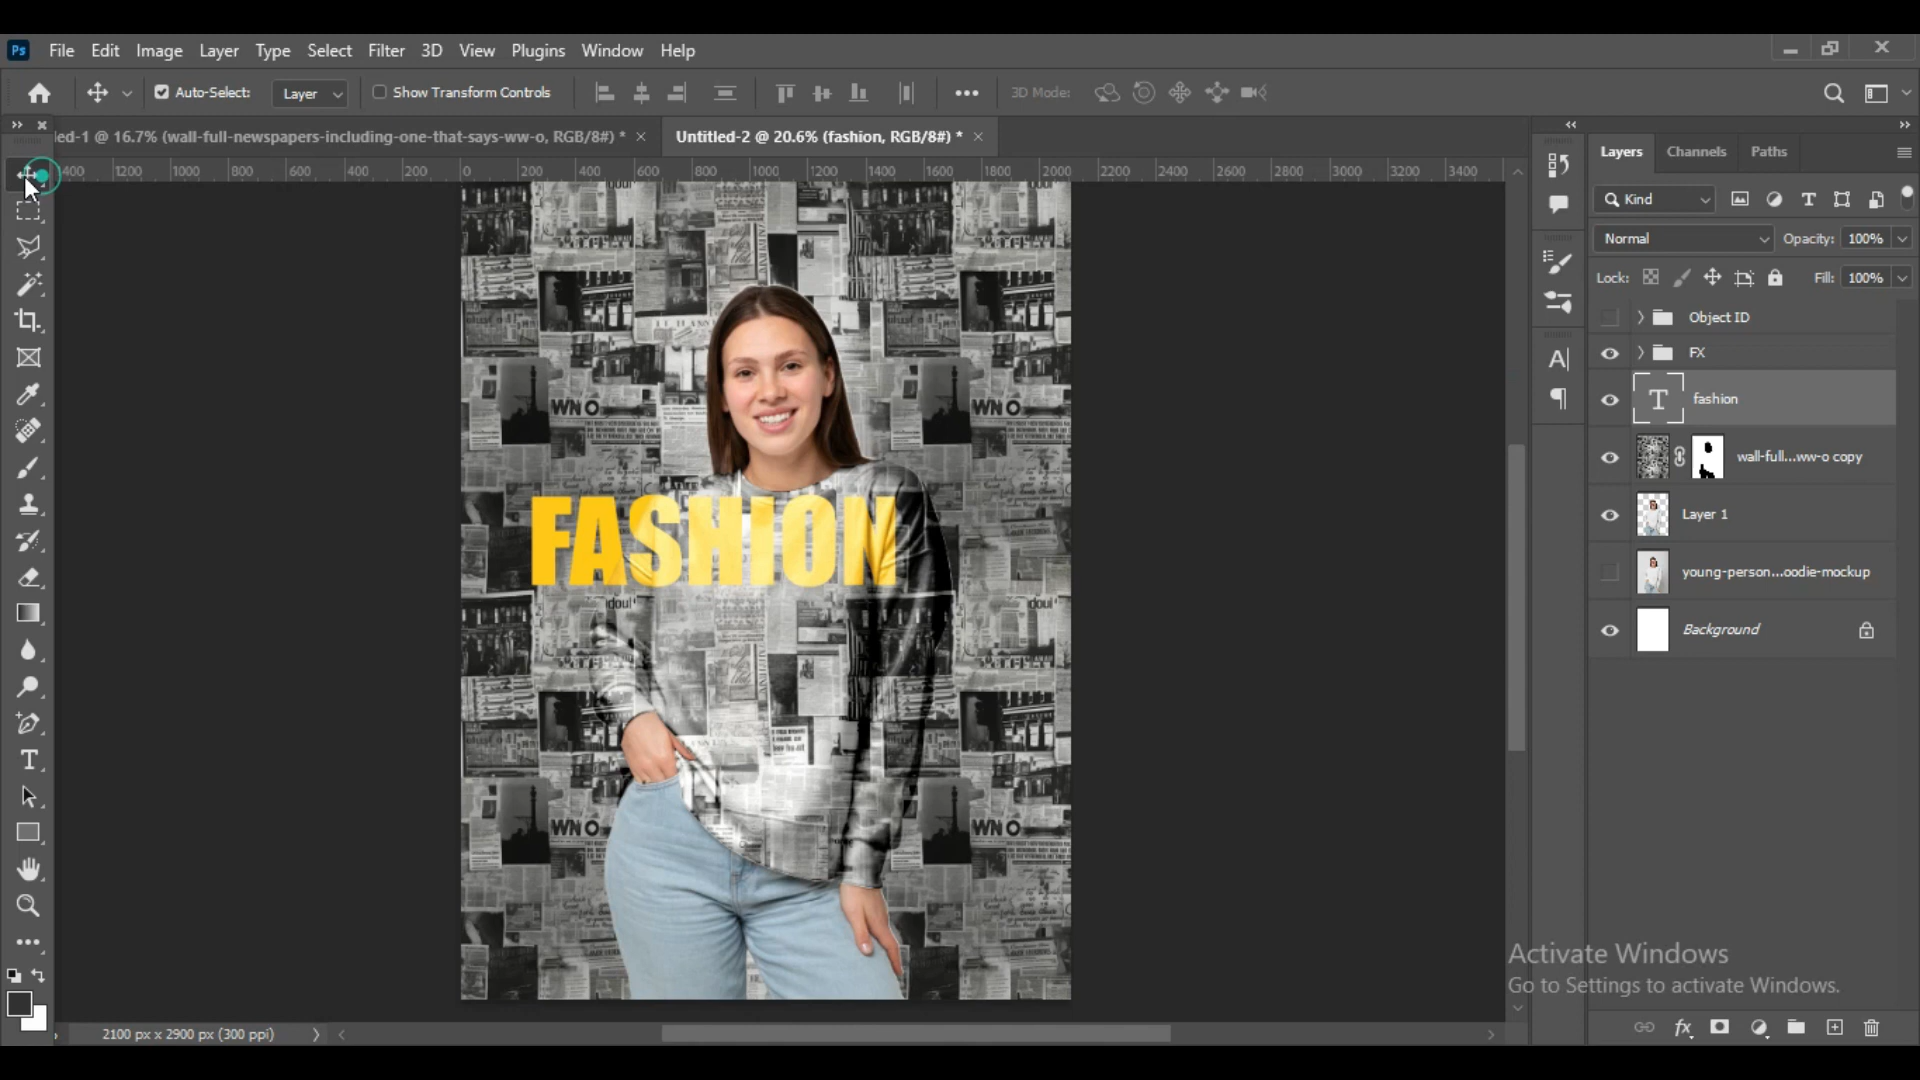 Ps File Edit Image Layer Type Select Filter 3D View Plugins Window Help
Auto-Select: Layer Show Transform Controls 3D Mode:
led-1 @ 16.7% (wall-full-newspapers-including-one-that-says-ww-o, RGB/8#) * Untitled-2 @ 20.6% (fashion, RGB/8#) *
400 1200 1000 800 600 400 200 0 200 400 600 800 1000 1200 1400 1600 1800 2000 2200 2400 2600 2800 3000 3200 3400
Layers Channels Paths
Kind
Normal Opacity: 100%
Lock: Fill: 100%
Object ID
FX
fashion
wall-full...ww-o copy
Layer 1
young-person...oodie-mockup
Background
WN O
WN O
FASHION
WN O
WN O
Activate Windows
Go to Settings to activate Windows.
2100 px x 2900 px (300 ppi)